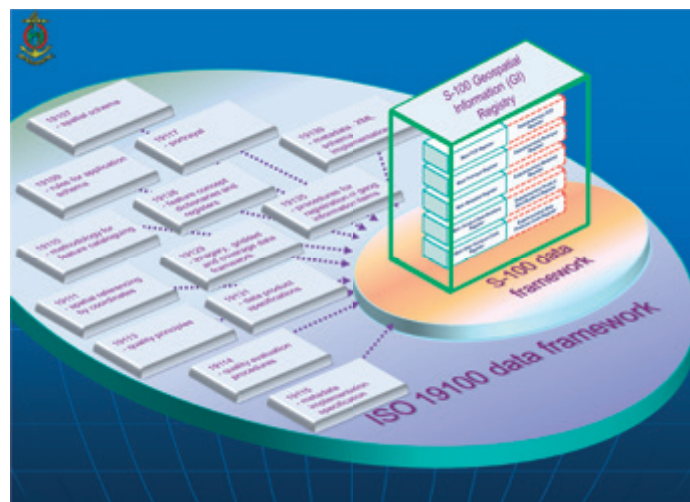 19107
- spatial schema
19117
- portrayal
19139
- metadata - XML
schema
implementation
19109
- rules for application
schema
19126
- feature concept
dictionaries and
registers
19135
- procedures for
registration of geog
information items
19110
- methodology for
feature cataloguing
19129
- imagery, gridded
and coverage data
framework
19111
- spatial referencing
by coordinates
19131
- data product
specifications
19113
- quality principles
19114
- quality evaluation
procedures
19115
- metadata
implementation
specification
S-100 Geospatial
Information (GI)
Registry
S-100 data
framework
ISO 19100 data framework